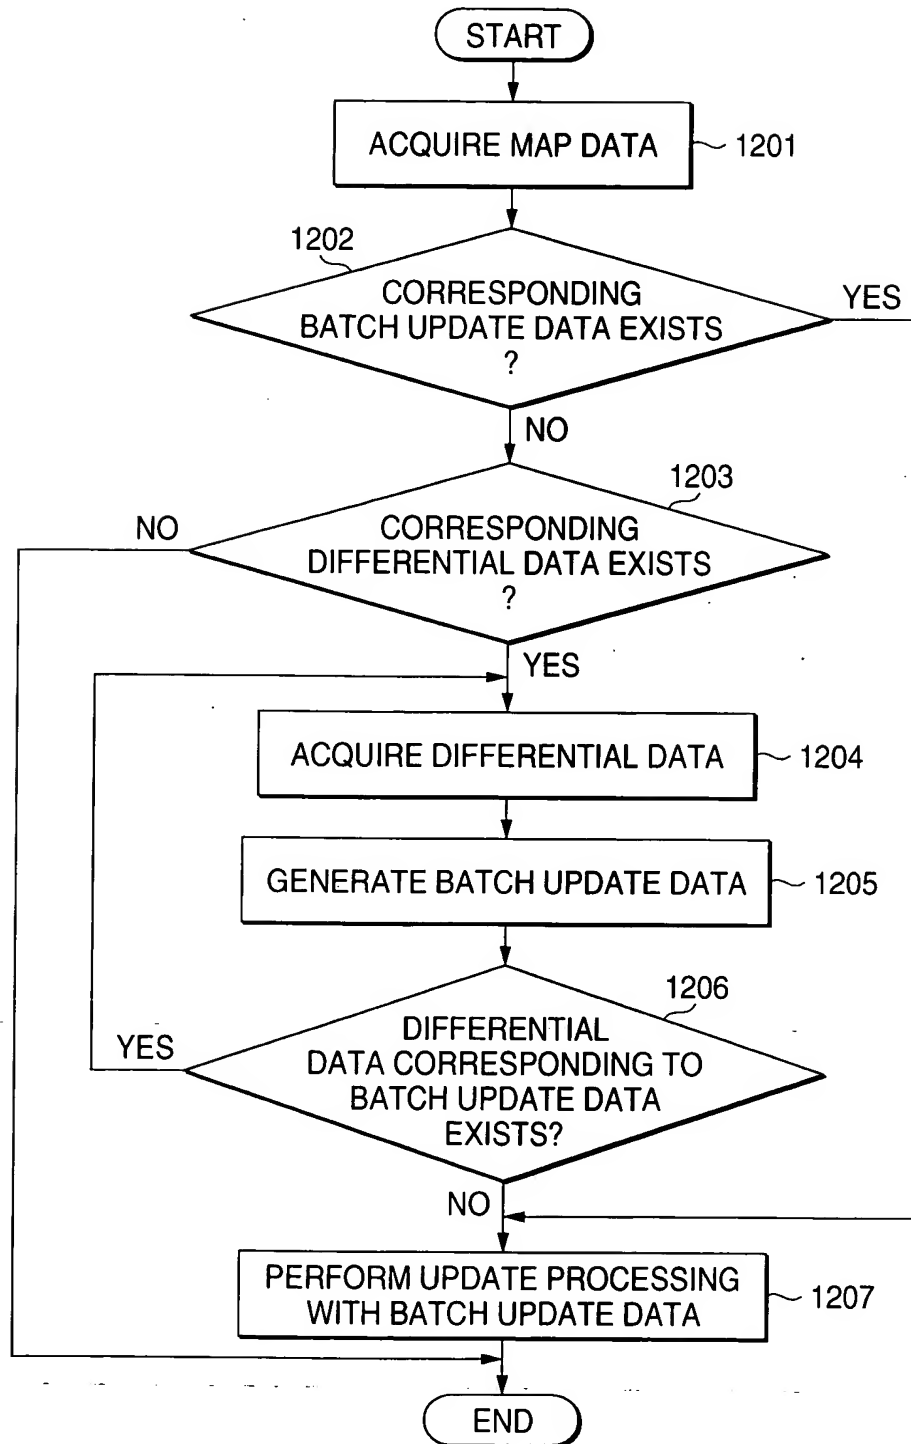 START
ACQUIRE MAP DATA
1201
1202
CORRESPONDING
BATCH UPDATE DATA EXISTS
?
YES
NO
1203
CORRESPONDING
DIFFERENTIAL DATA EXISTS
?
NO
YES
ACQUIRE DIFFERENTIAL DATA
1204
GENERATE BATCH UPDATE DATA
1205
1206
DIFFERENTIAL
DATA CORRESPONDING TO
BATCH UPDATE DATA
EXISTS?
YES
NO
PERFORM UPDATE PROCESSING
WITH BATCH UPDATE DATA
1207
END